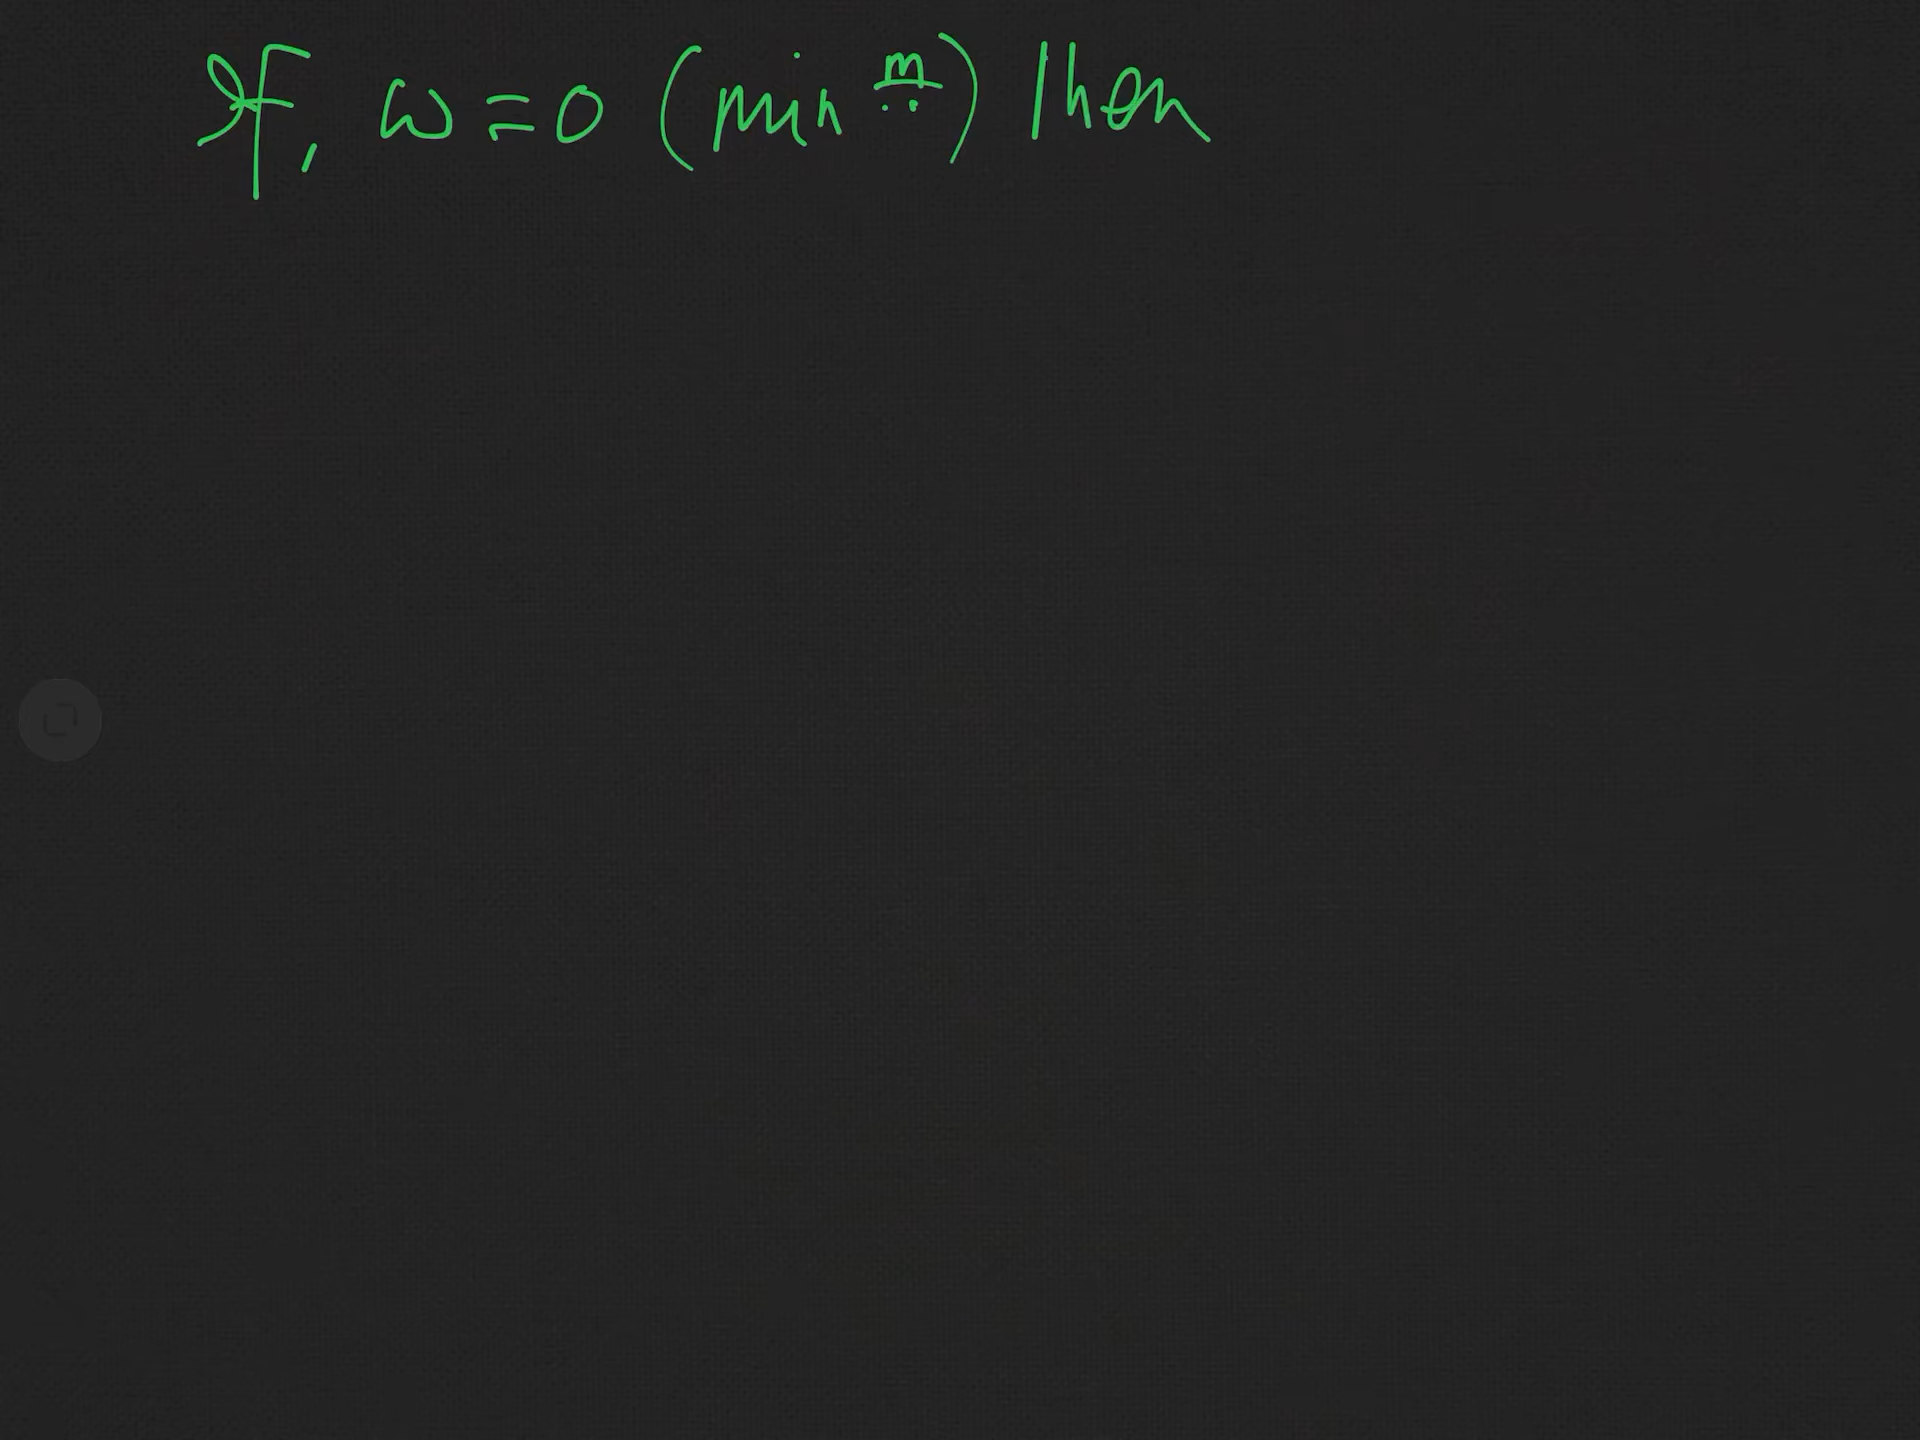 If, ω = 0 (min m̤) then